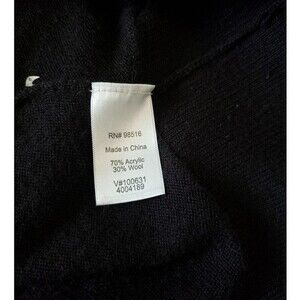 RN# 98516
Made in China
70% Acrylic
30% Wool
V#100631
4004189